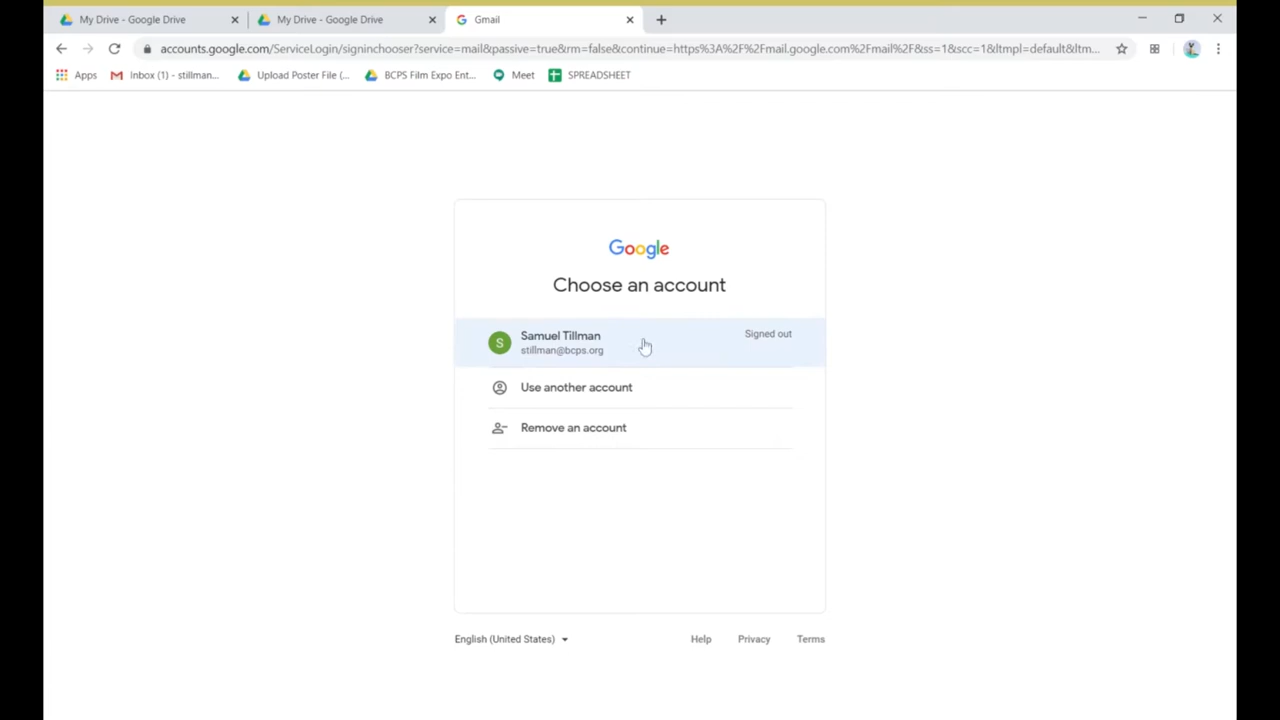 My Drive - Google Drive
My Drive - Google Drive
Gmail
accounts.google.com/ServiceLogin/signinchooser?service=mail&passive=true&rm=false&continue=https%3A%2F%2Fmail.google.com%2Fmail%2F&ss=1&scc=1&ltmpl=default&ltm...
Apps
Inbox (1) - stillman...
Upload Poster File (...
BCPS Film Expo Ent...
Meet
SPREADSHEET
Google
Choose an account
S
Samuel Tillman
Signed out
stillman@bcps.org
Use another account
Remove an account
English (United States)
Help
Privacy
Terms